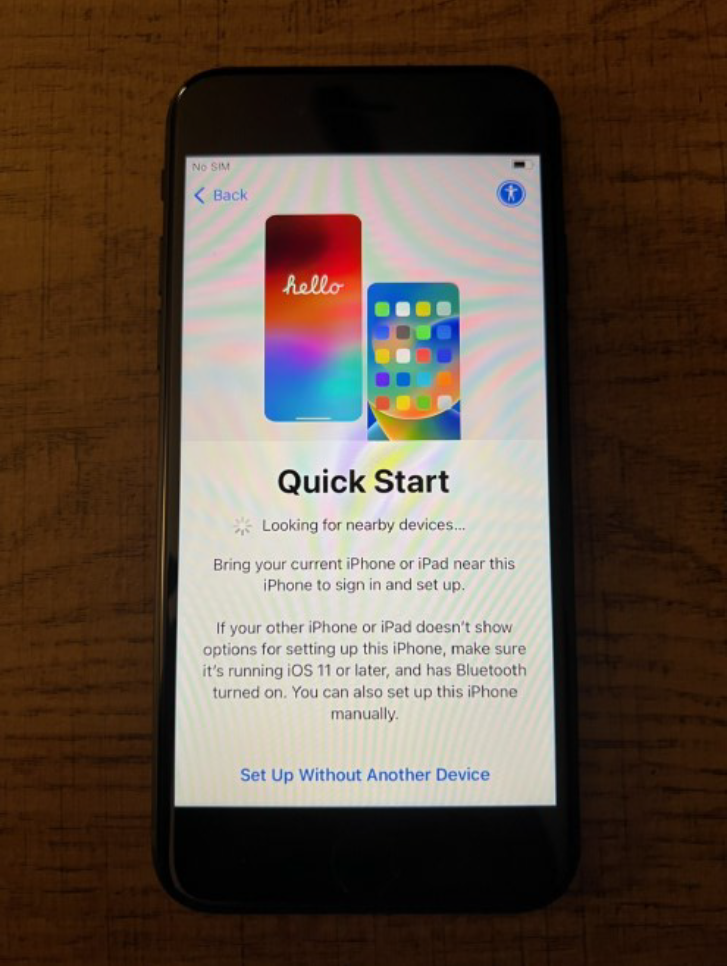 No SIM
Back
hello
Quick Start
Looking for nearby devices...
Bring your current iPhone or iPad near this
iPhone to sign in and set up.
If your other iPhone or iPad doesn't show
options for setting up this iPhone, make sure
it's running iOS 11 or later, and has Bluetooth
turned on. You can also set up this iPhone
manually.
Set Up Without Another Device